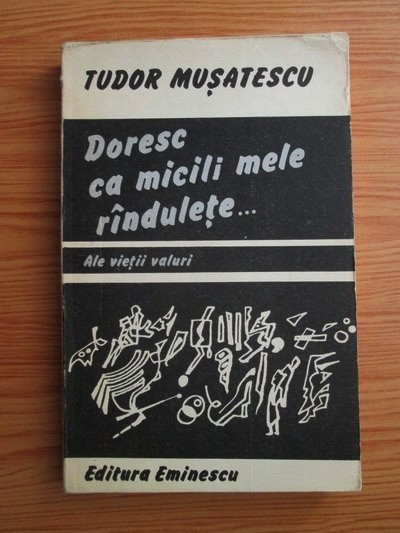 TUDOR MUȘATESCU
Doresc
ca micili mele
rîndulețe...
Ale vieții valuri
Editura Eminescu